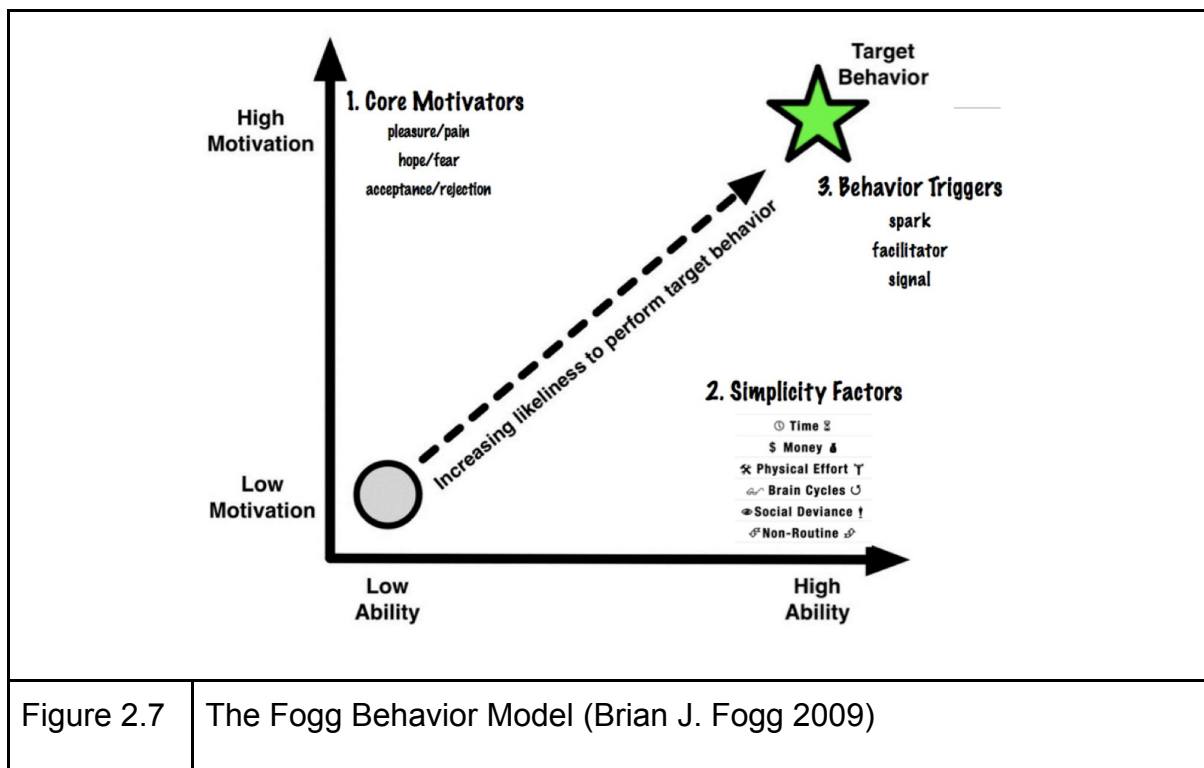 Target
Behavior
1. Core Motivators
pleasure/pain
hope/fear
acceptance/rejection
High
Motivation
3. Behavior Triggers
spark
facilitator
signal
Increasing likeliness to perform target behavior
2. Simplicity Factors
Time
$ Money
Physical Effort
Brain Cycles
Social Deviance
Non-Routine
Low
Motivation
Low
Ability
High
Ability
Figure 2.7
The Fogg Behavior Model (Brian J. Fogg 2009)